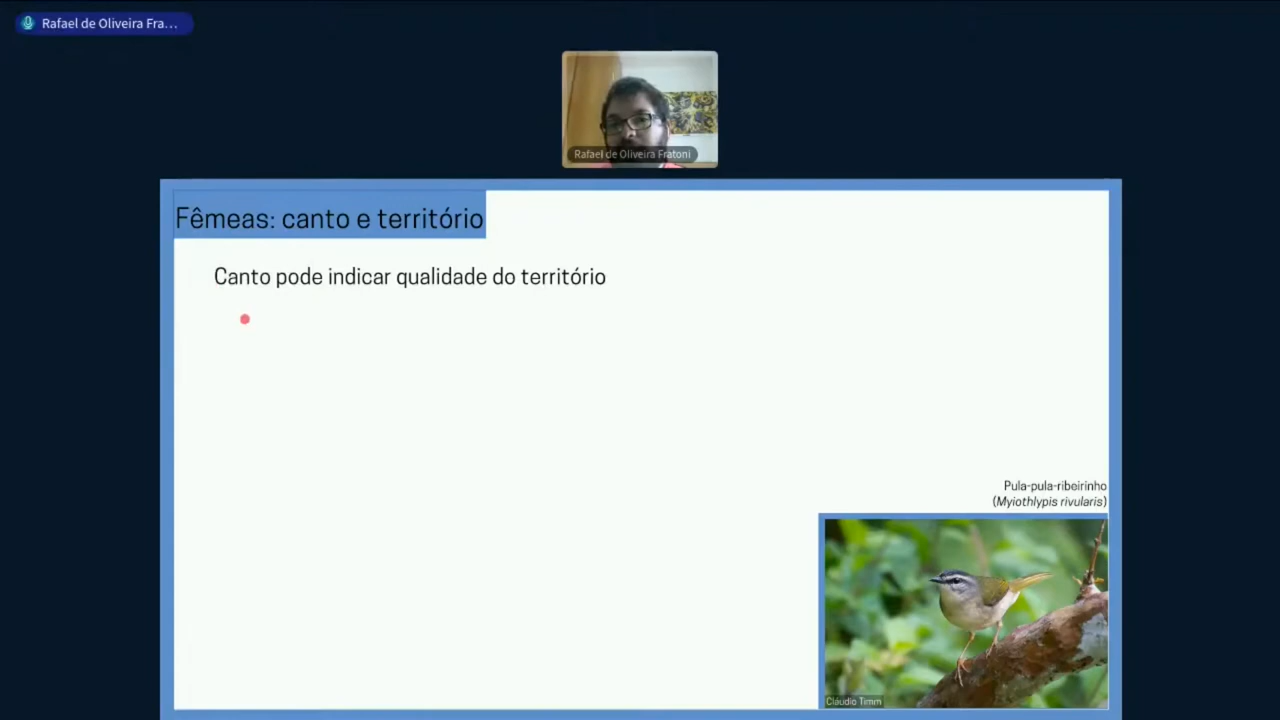 Rafael de Oliveira Fra...
Rafael de Oliveira Fratoni
Fêmeas: canto e território
Canto pode indicar qualidade do território
Pula-pula-ribeirinho
(Myiothlypis rivularis)
Cláudio Timm